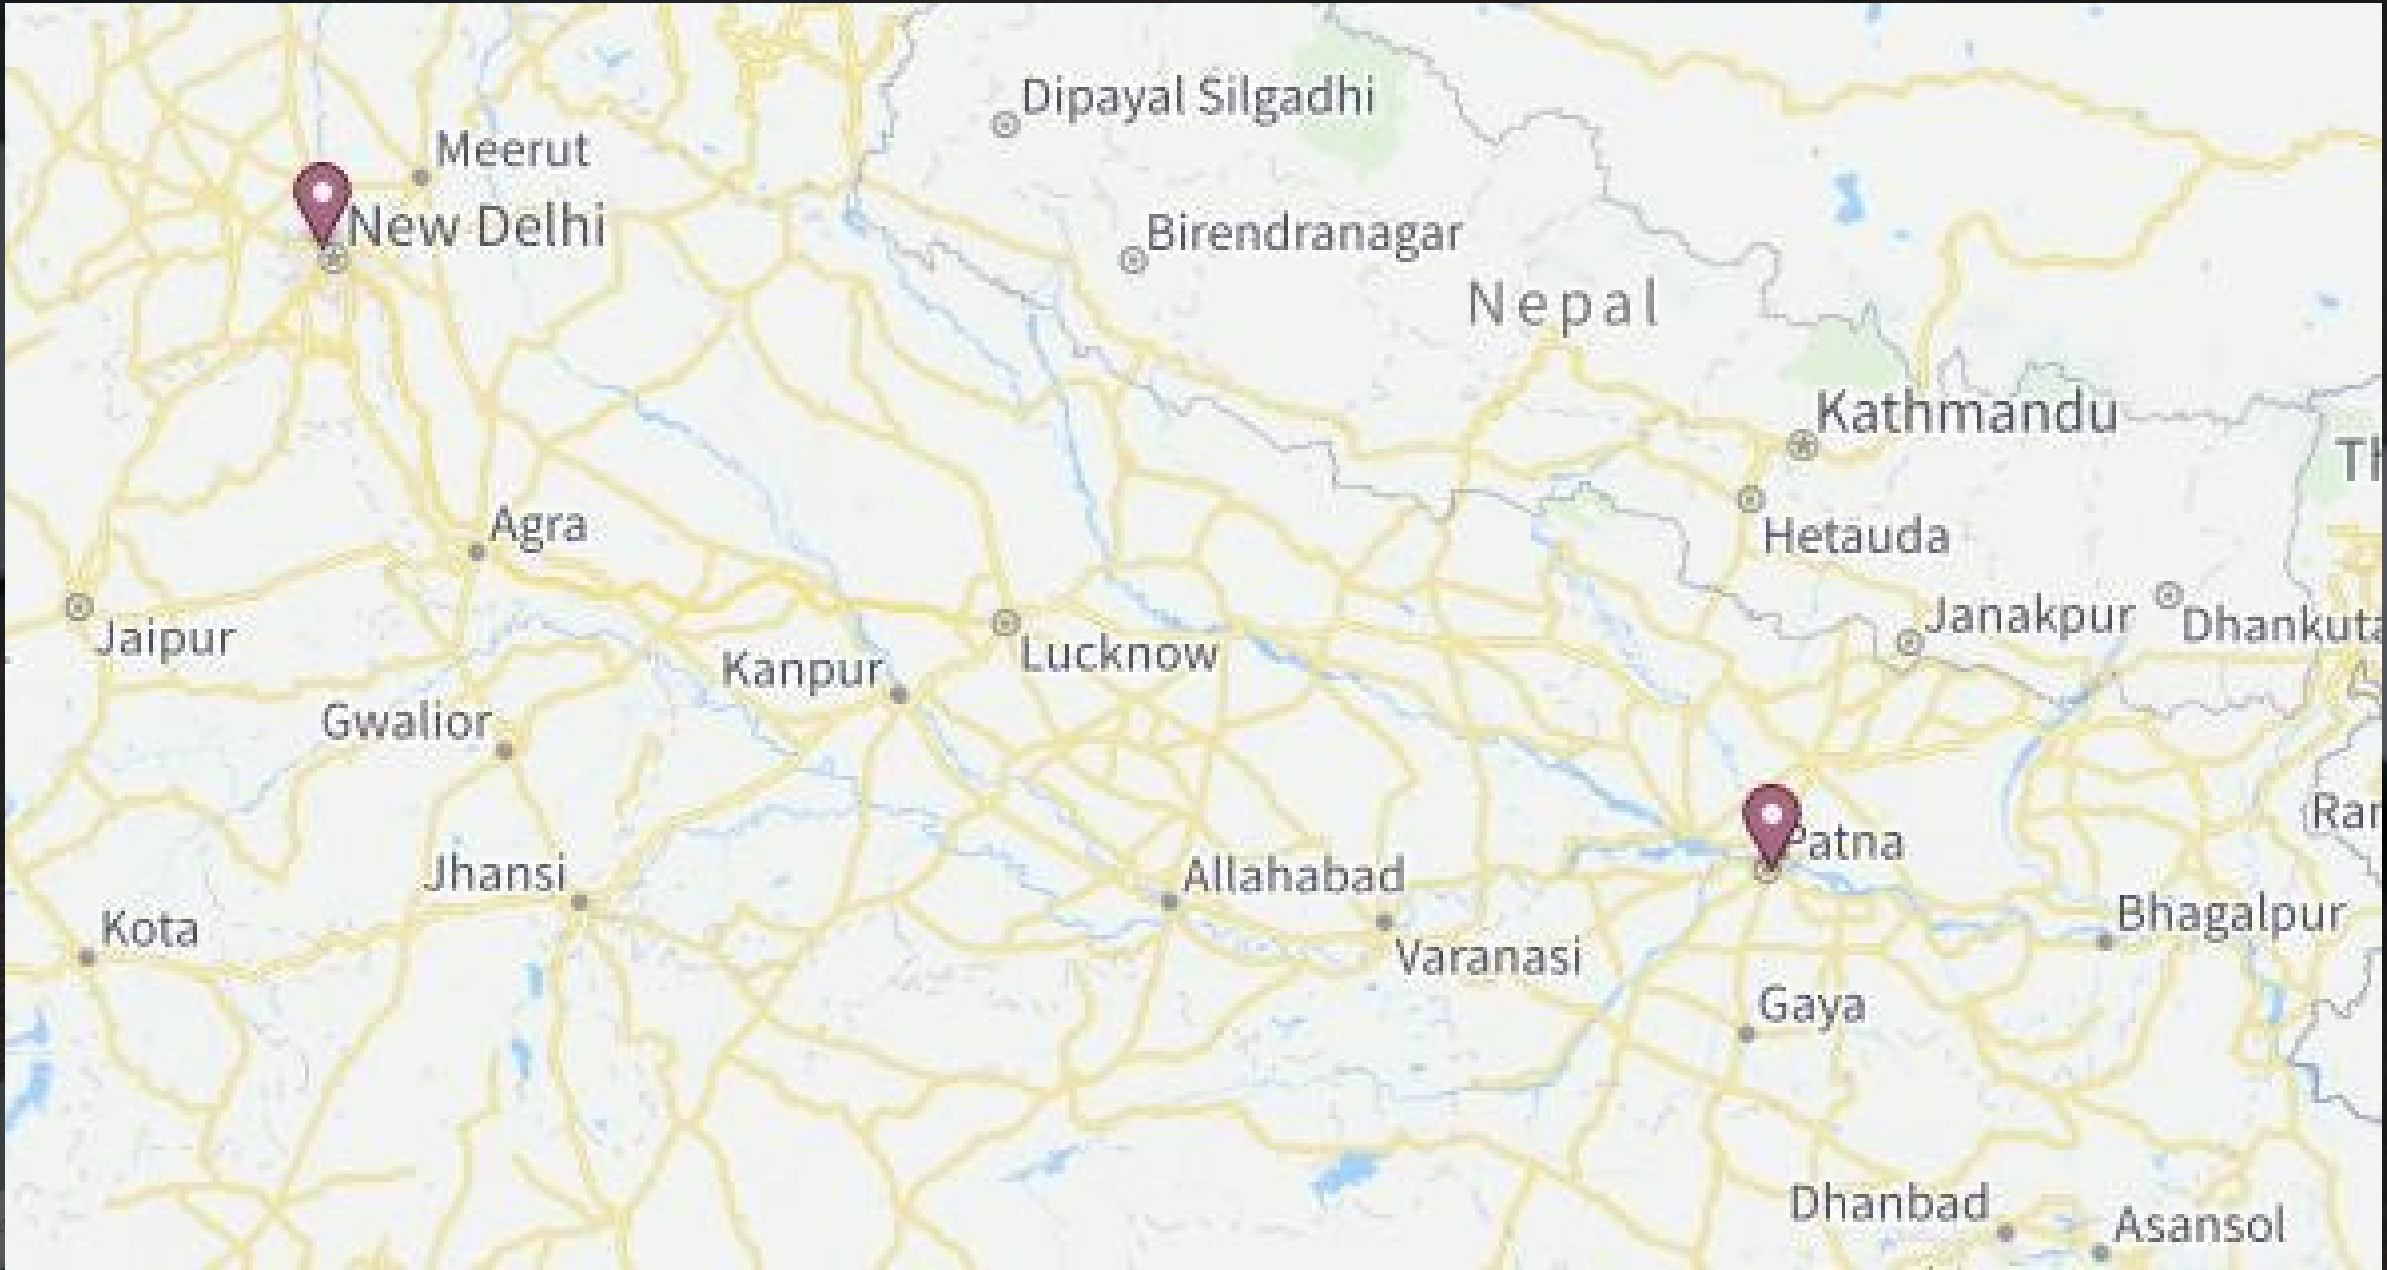 Dipayal Silgadhi
Meerut
New Delhi
Birendranagar
Nepal
Kathmandu
Agra
Hetauda
Jaipur
Janakpur
Dhankuta
Lucknow
Kanpur
Gwalior
Patna
Jhansi
Allahabad
Kota
Bhagalpur
Varanasi
Gaya
Dhanbad
Asansol